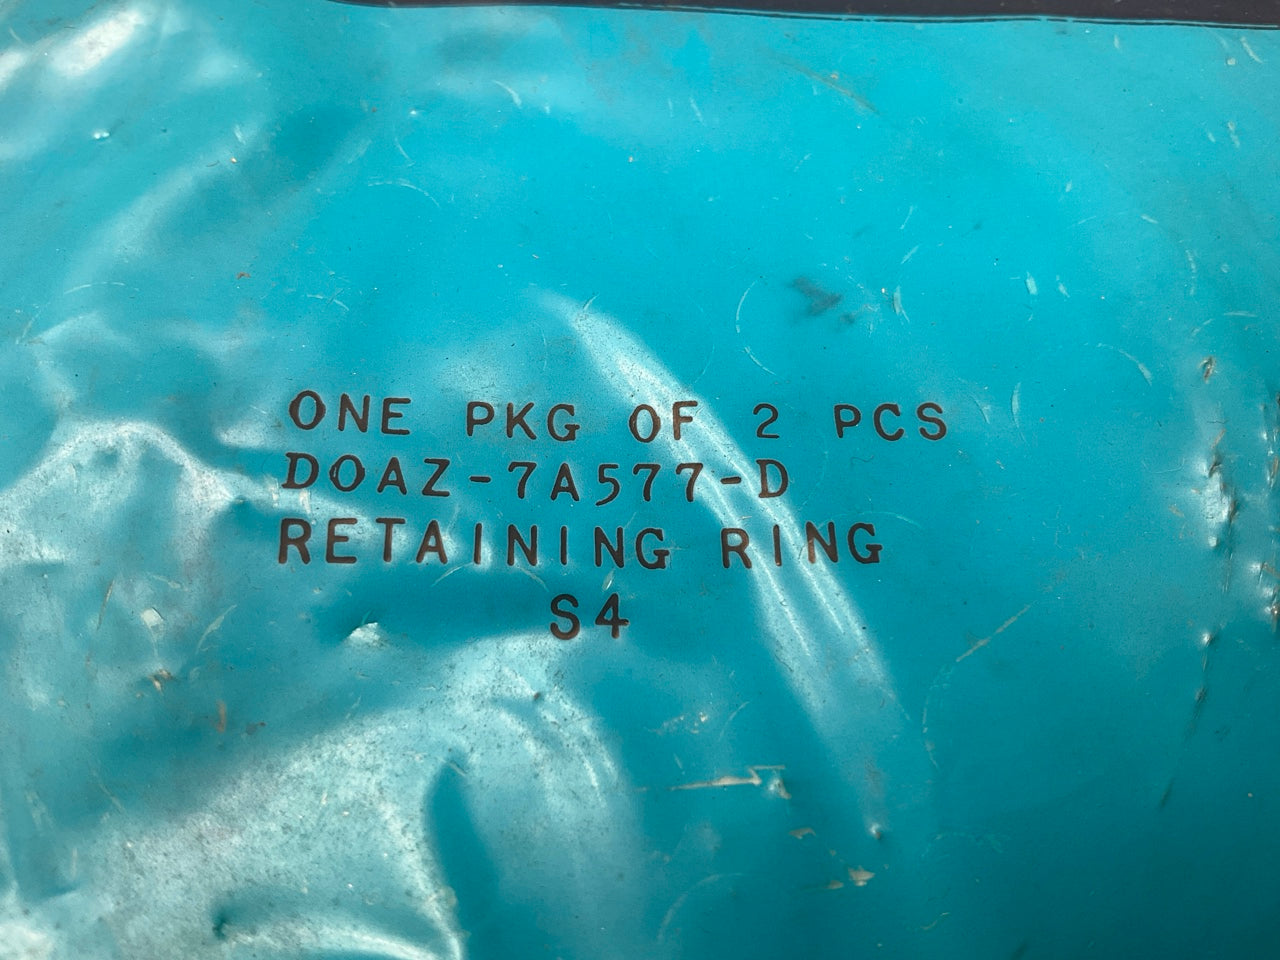 ONE PKG OF 2 PCS
DOAZ-7A577-D
RETAINING RING
S4